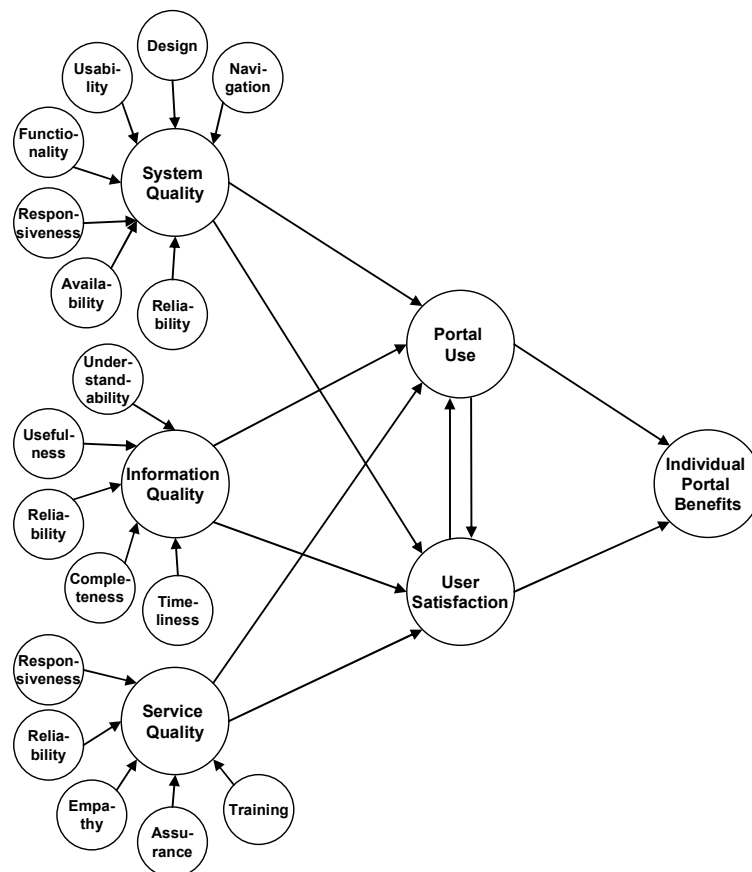 Design
Usabi-
lity
Navi-
gation
Functio-
nality
System
Quality
Respon-
siveness
Availa-
bility
Relia-
bility
Portal
Use
Under-
stand-
ability
Useful-
ness
Information
Quality
Relia-
bility
Comple-
teness
Time-
liness
Individual
Portal
Benefits
User
Satisfaction
Respon-
siveness
Service
Quality
Relia-
bility
Empa-
thy
Assu-
rance
Training